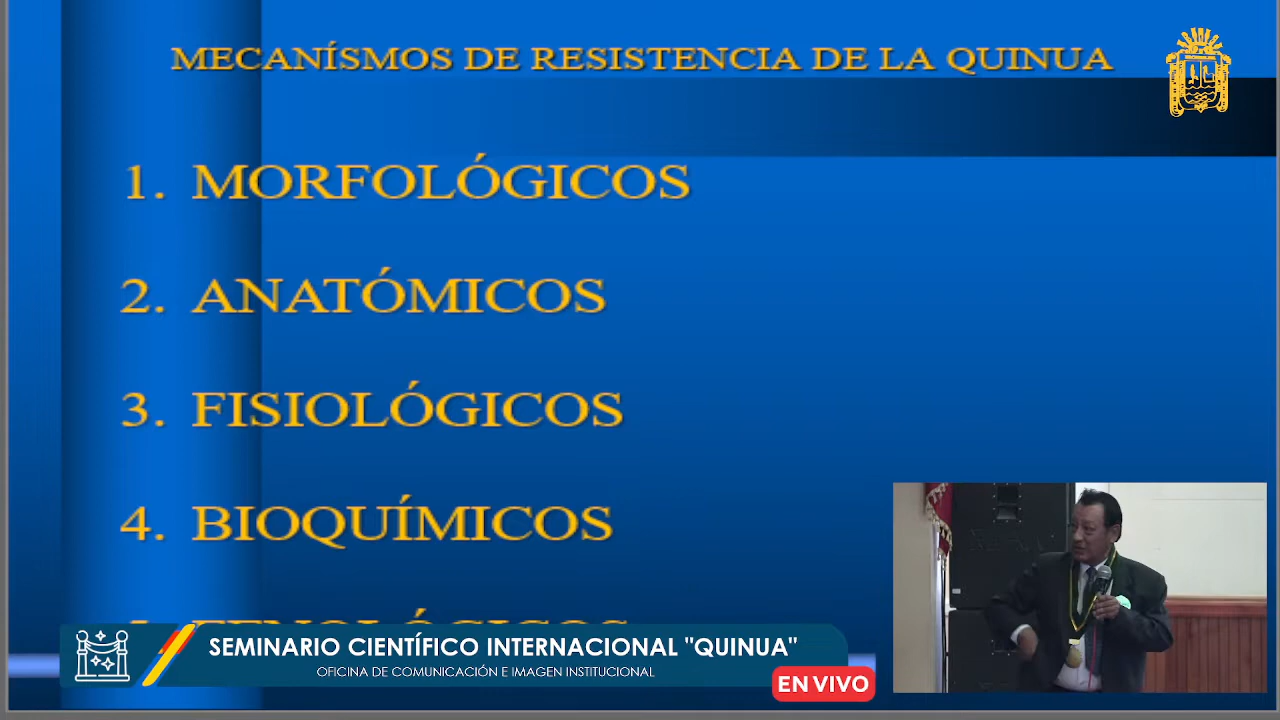 MECANÍSMOS DE RESISTENCIA DE LA QUINUA
1. MORFOLÓGICOS
2. ANATÓMICOS
3. FISIOLÓGICOS
4. BIOQUÍMICOS
SEMINARIO CIENTÍFICO INTERNACIONAL "QUINUA"
OFICINA DE COMUNICACIÓN E IMAGEN INSTITUCIONAL
EN VIVO